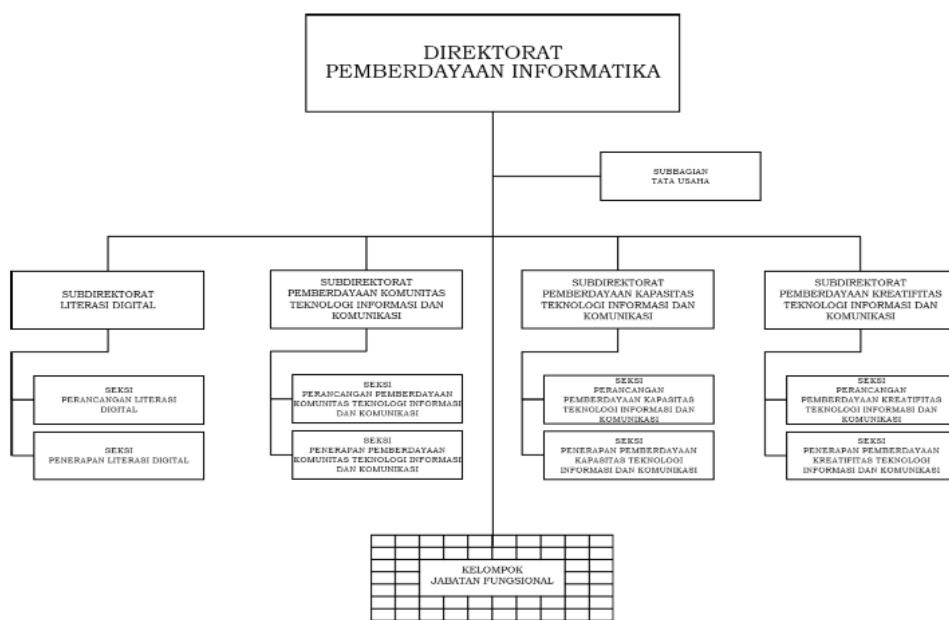 DIREKTORAT
PEMBERDAYAAN INFORMATIKA
SUBBAGIAN
TATA USAHA
SUBDIREKTORAT
LITERASI DIGITAL
SUBDIREKTORAT
PEMBERDAYAAN KOMUNITAS
TEKNOLOGI INFORMASI DAN
KOMUNIKASI
SUBDIREKTORAT
PEMBERDAYAAN KAPASITAS
TEKNOLOGI INFORMASI DAN
KOMUNIKASI
SUBDIREKTORAT
PEMBERDAYAAN KREATIFITAS
TEKNOLOGI INFORMASI DAN
KOMUNIKASI
SEKSI
PERANCANGAN LITERASI
DIGITAL
SEKSI
PERANCANGAN PEMBERDAYAAN
KOMUNITAS TEKNOLOGI INFORMASI
DAN KOMUNIKASI
SEKSI
PERANCANGAN
PEMBERDAYAAN KAPASITAS
TEKNOLOGI INFORMASI DAN
KOMUNIKASI
SEKSI
PERANCANGAN
PEMBERDAYAAN KREATIFITAS
TEKNOLOGI INFORMASI DAN
KOMUNIKASI
SEKSI
PENERAPAN LITERASI DIGITAL
SEKSI
PENERAPAN PEMBERDAYAAN
KOMUNITAS TEKNOLOGI INFORMASI
DAN KOMUNIKASI
SEKSI
PENERAPAN PEMBERDAYAAN
KAPASITAS TEKNOLOGI
INFORMASI DAN KOMUNIKASI
SEKSI
PENERAPAN PEMBERDAYAAN
KREATIFITAS TEKNOLOGI
INFORMASI DAN KOMUNIKASI
KELOMPOK
JABATAN FUNGSIONAL